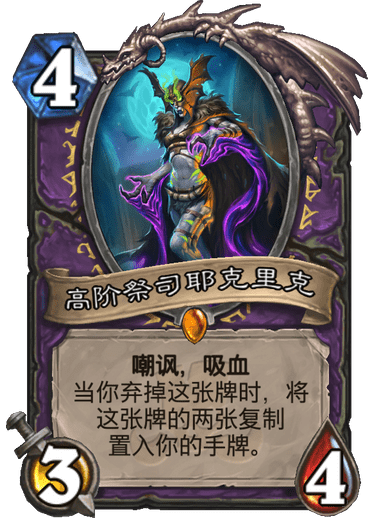 4
高阶祭司耶克里克
嘲讽，吸血
当你弃掉这张牌时，将
这张牌的两张复制
置入你的手牌。
3
4